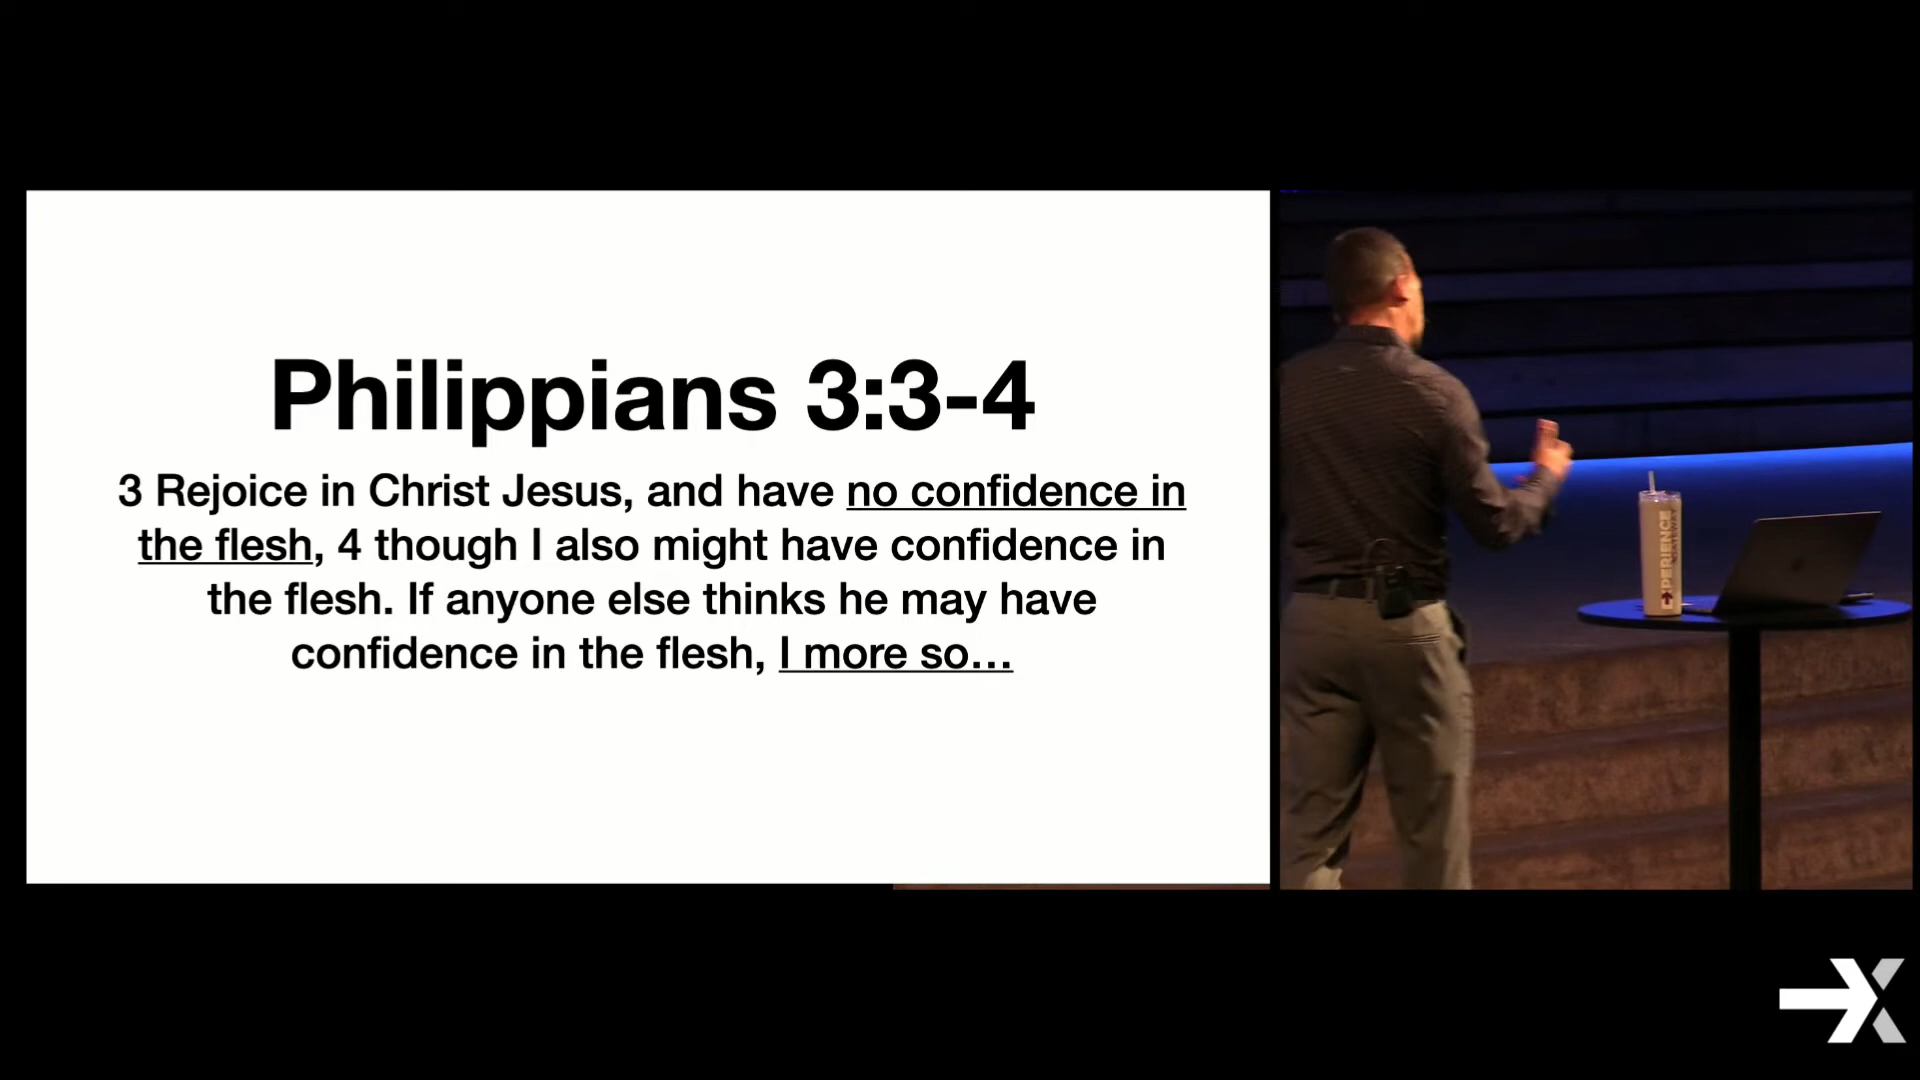 Philippians 3:3-4
3 Rejoice in Christ Jesus, and have no confidence in
the flesh, 4 though I also might have confidence in
the flesh. If anyone else thinks he may have
confidence in the flesh, I more so…
XPERIENCE
GATEWAY
X